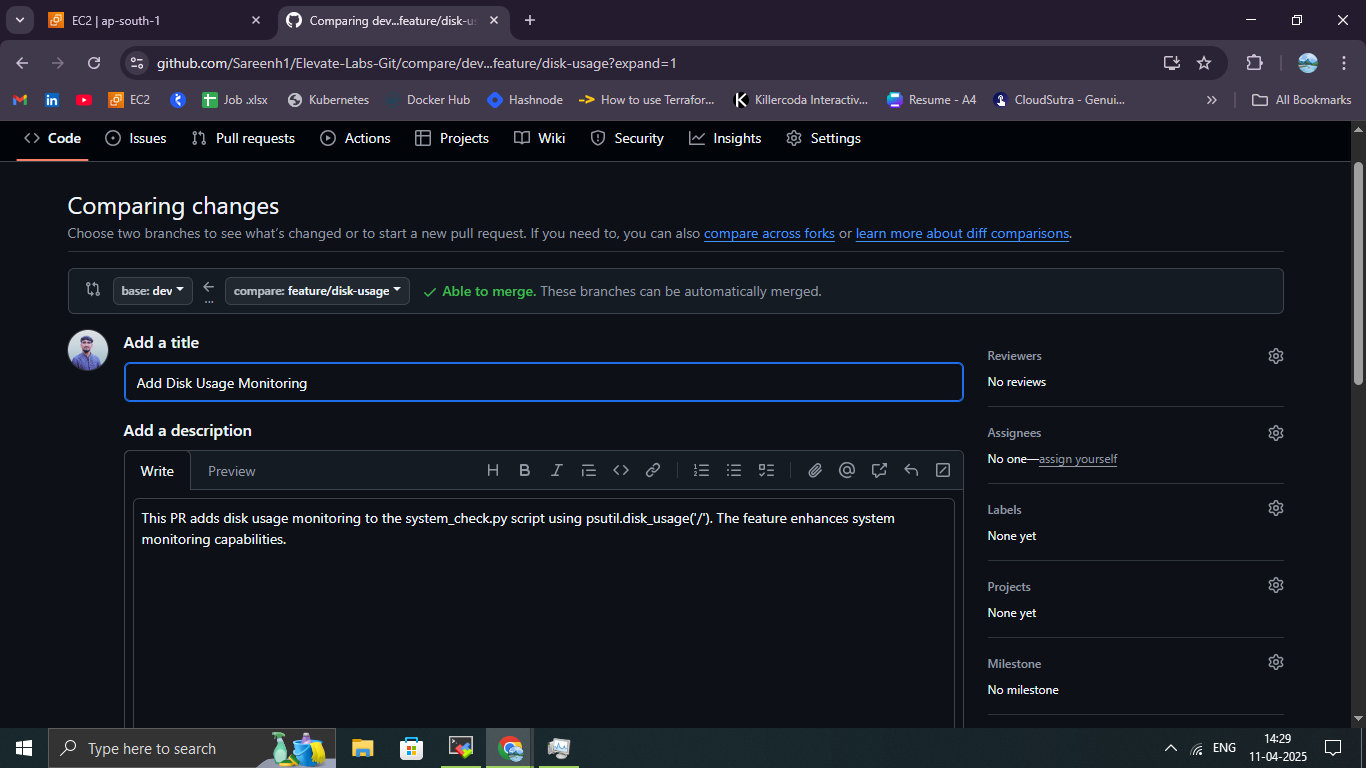 EC2 | ap-south-1
Comparing dev...feature/disk-u
github.com/Sareenh1/Elevate-Labs-Git/compare/dev...feature/disk-usage?expand=1
EC2
Job .xlsx
Kubernetes
Docker Hub
Hashnode
How to use Terrafor...
Killercoda Interactiv...
Resume - A4
CloudSutra - Genui...
»
All Bookmarks
Code
Issues
Pull requests
Actions
Projects
Wiki
Security
Insights
Settings
Comparing changes
Choose two branches to see what's changed or to start a new pull request. If you need to, you can also compare across forks or learn more about diff comparisons.
base: dev
...
compare: feature/disk-usage
Able to merge. These branches can be automatically merged.
Add a title
Add Disk Usage Monitoring
Add a description
Write
Preview
This PR adds disk usage monitoring to the system_check.py script using psutil.disk_usage('/'). The feature enhances system
monitoring capabilities.
Reviewers
No reviews
Assignees
No one—assign yourself
Labels
None yet
Projects
None yet
Milestone
No milestone
Type here to search
ENG
14:29
11-04-2025